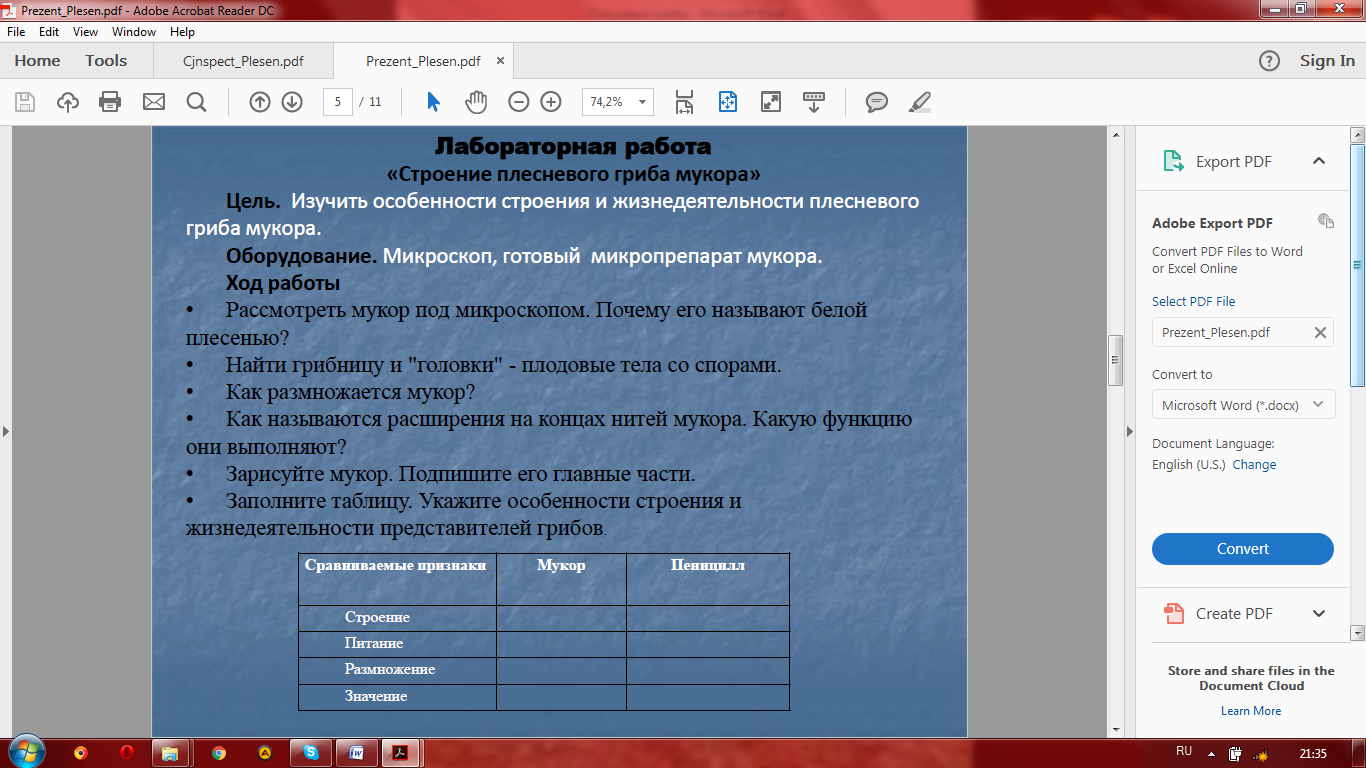 Prezent_Plesen.pdf - Adobe Acrobat Reader DC
File Edit View Window Help
Home Tools Cjnspect_Plesen.pdf Prezent_Plesen.pdf Sign In
5 / 11 74,2%
Лабораторная работа
«Строение плесневого гриба мукора»
Цель. Изучить особенности строения и жизнедеятельности плесневого
гриба мукора.
Оборудование. Микроскоп, готовый микропрепарат мукора.
Ход работы
• Рассмотреть мукор под микроскопом. Почему его называют белой
плесенью?
• Найти грибницу и "головки" - плодовые тела со спорами.
• Как размножается мукор?
• Как называются расширения на концах нитей мукора. Какую функцию
они выполняют?
• Зарисуйте мукор. Подпишите его главные части.
• Заполните таблицу. Укажите особенности строения и
жизнедеятельности представителей грибов.
Сравниваемые признаки Мукор Пеницилл
Строение
Питание
Размножение
Значение
Export PDF
Adobe Export PDF
Convert PDF Files to Word
or Excel Online
Select PDF File
Prezent_Plesen.pdf
Convert to
Microsoft Word (*.docx)
Document Language:
English (U.S.) Change
Convert
Create PDF
Store and share files in the
Document Cloud
Learn More
RU 21:35